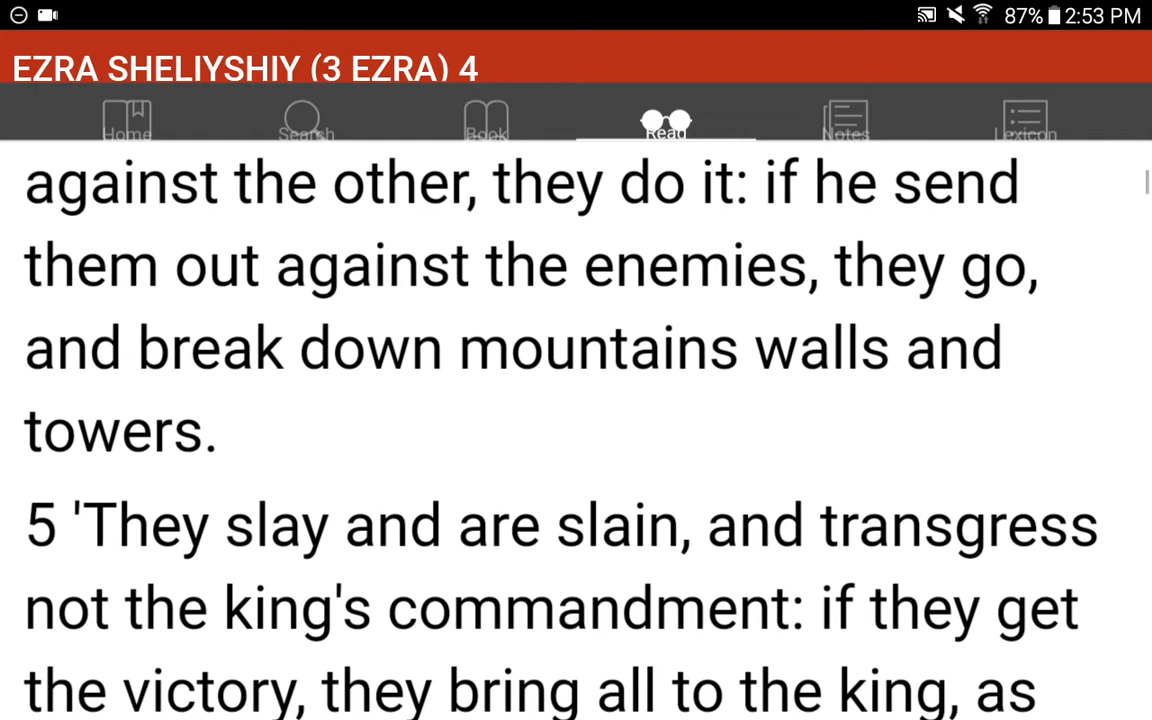 87% 2:53 PM
EZRA SHELIYSHIY (3 EZRA) 4
Home Search Book Read Notes Lexicon
against the other, they do it: if he send
them out against the enemies, they go,
and break down mountains walls and
towers.
5 'They slay and are slain, and transgress
not the king's commandment: if they get
the victory, they bring all to the king, as